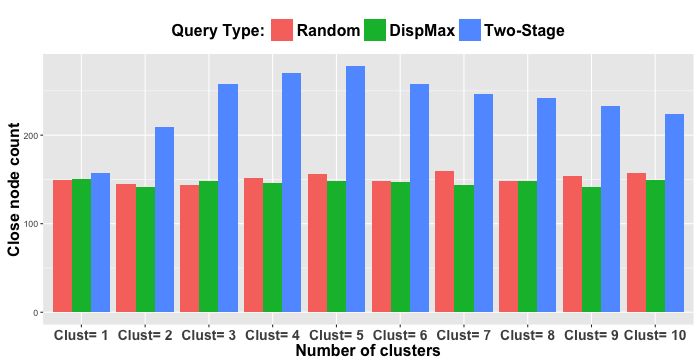 Query Type: Random DispMax Two-Stage
Close node count
200
100
0
Clust= 1 Clust= 2 Clust= 3 Clust= 4 Clust= 5 Clust= 6 Clust= 7 Clust= 8 Clust= 9 Clust= 10
Number of clusters